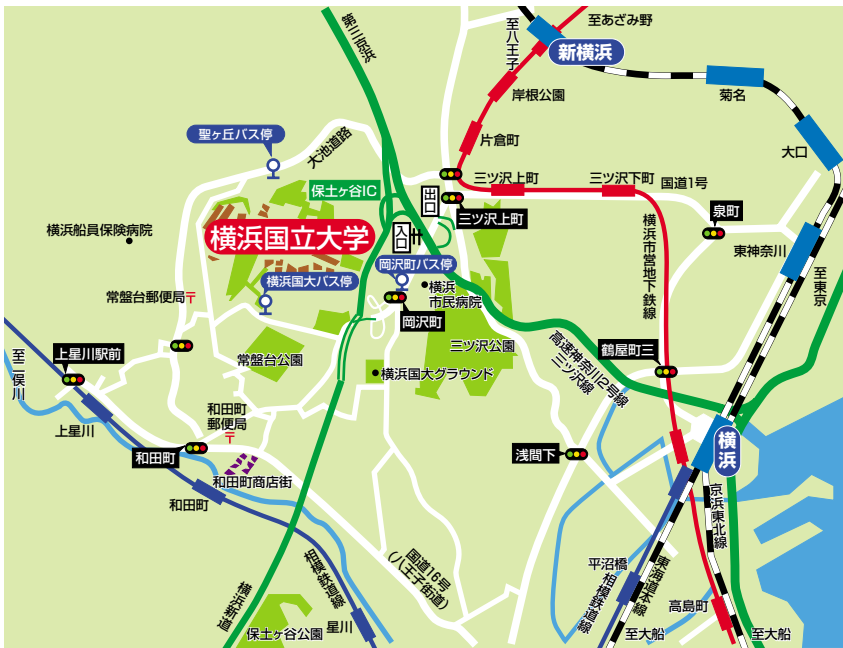 第三京浜
至八王子
至あざみ野
新横浜
岸根公園
菊名
聖ヶ丘バス停
大池道路
片倉町
大口
保土ヶ谷IC
三ツ沢上町
三ツ沢下町
国道1号
出口
三ツ沢上町
泉町
横浜船員保険病院
横浜国立大学
入口
横浜市営地下鉄線
東神奈川
岡沢町バス停
至東京
横浜国大バス停
横浜
市民病院
常盤台郵便局〒
岡沢町
三ツ沢公園
高速神奈川2号線
三ツ沢線
鶴屋町三
至二俣川
上星川駅前
常盤台公園
横浜国大グラウンド
上星川
和田町
郵便局
〒
横浜
和田町
浅間下
和田町商店街
和田町
京浜東北線
国道16号
(八王子街道)
相模鉄道線
平沼橋
相模鉄道線
東海道本線
高島町
横浜新道
保土ヶ谷公園
星川
至大船
至大船